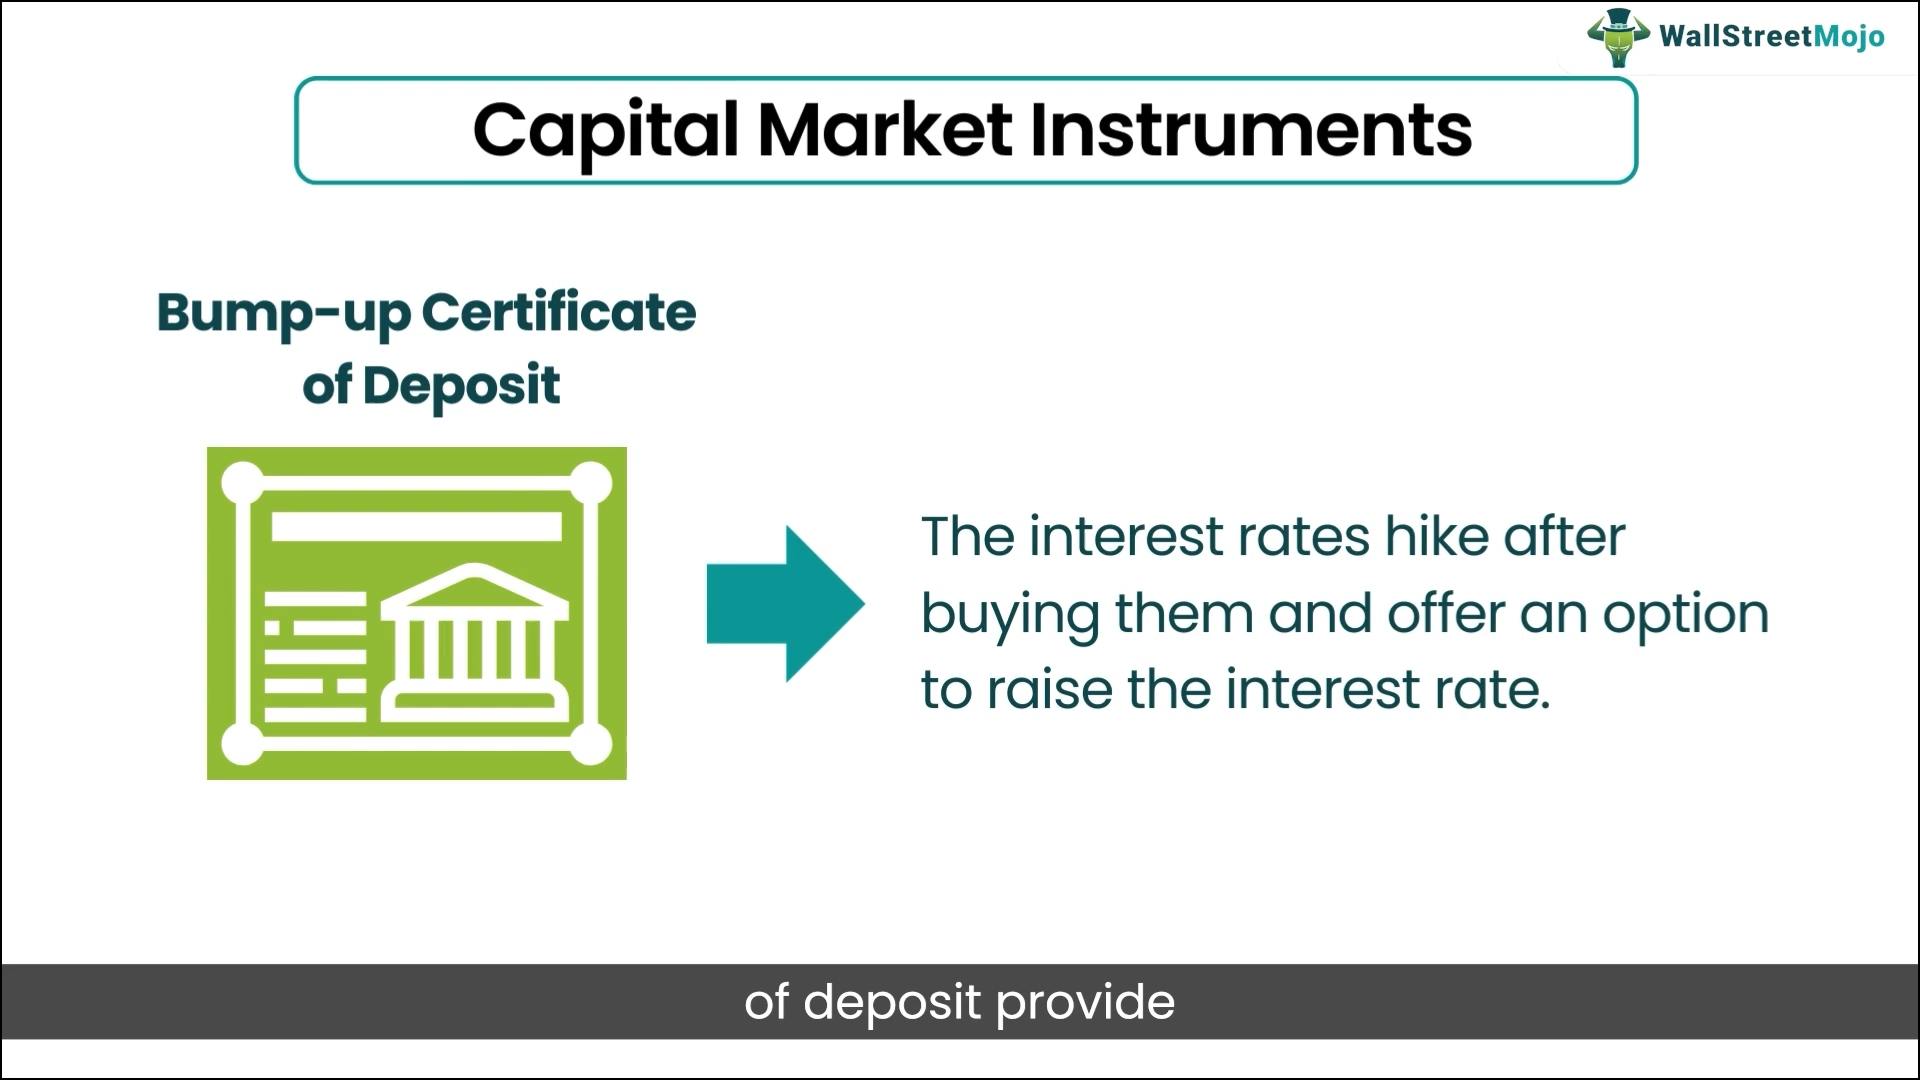 WallStreetMojo
Capital Market Instruments
Bump-up Certificate
of Deposit
The interest rates hike after
buying them and offer an option
to raise the interest rate.
of deposit provide